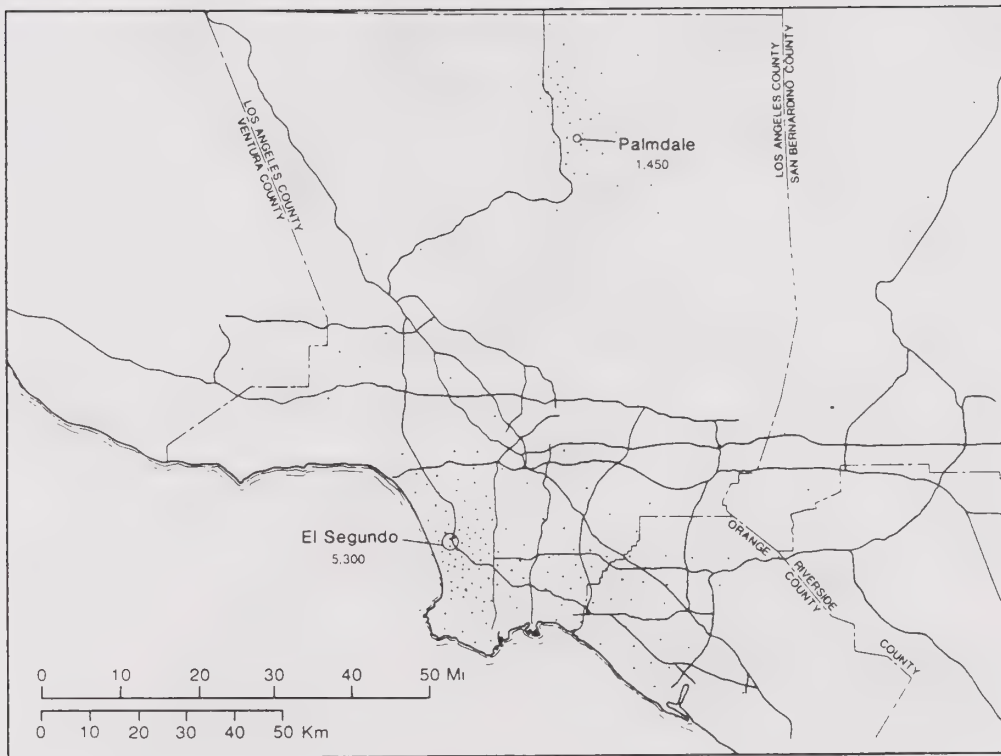 LOS ANGELES COUNTY
VENTURA COUNTY
Palmdale
1,450
LOS ANGELES COUNTY
SAN BERNARDINO COUNTY
El Segundo
5,300
ORANGE
COUNTY
RIVERSIDE
COUNTY
0 10 20 30 40 50 Mi
0 10 20 30 40 50 Km